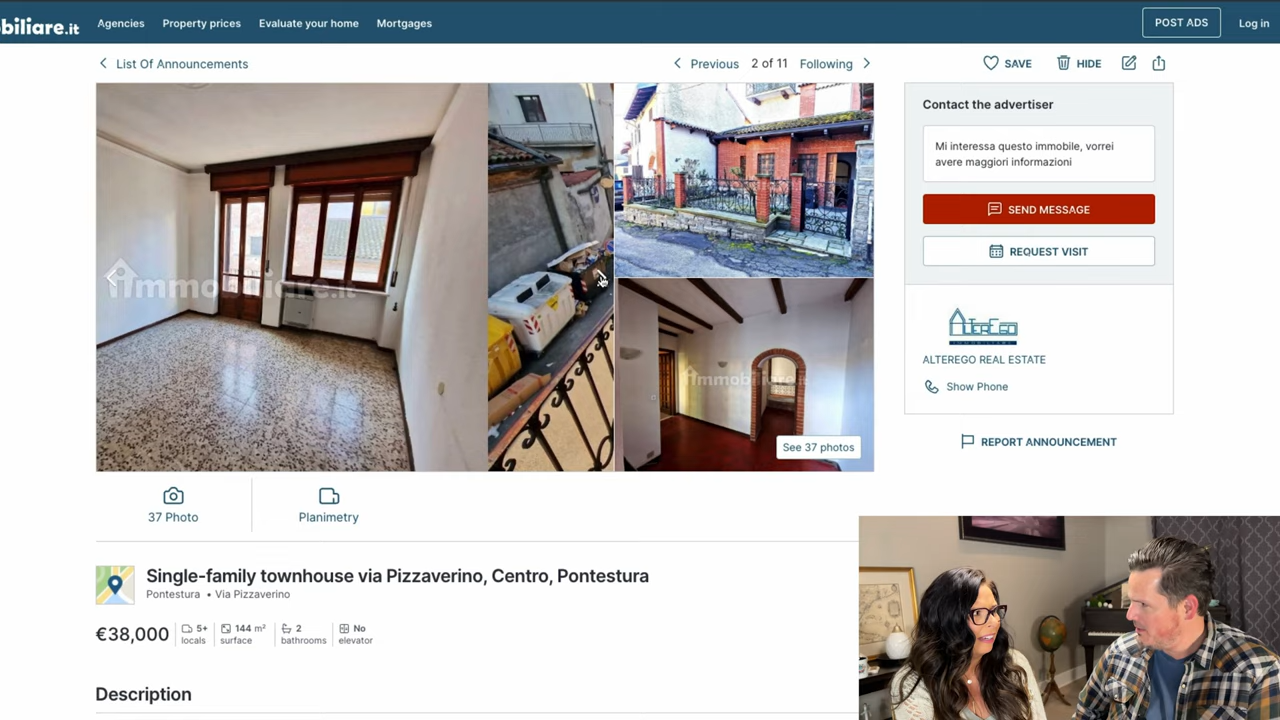 biliare.it
Agencies
Property prices
Evaluate your home
Mortgages
POST ADS
Log in
List Of Announcements
Previous
2 of 11
Following
SAVE
HIDE
immobiliare.it
See 37 photos
Contact the advertiser
Mi interessa questo immobile, vorrei
avere maggiori informazioni
SEND MESSAGE
REQUEST VISIT
ALTEREGO
ALTEREGO REAL ESTATE
Show Phone
REPORT ANNOUNCEMENT
37 Photo
Planimetry
Single-family townhouse via Pizzaverino, Centro, Pontestura
Pontestura • Via Pizzaverino
€38,000
5+
locals
144 m²
surface
2
bathrooms
No
elevator
Description